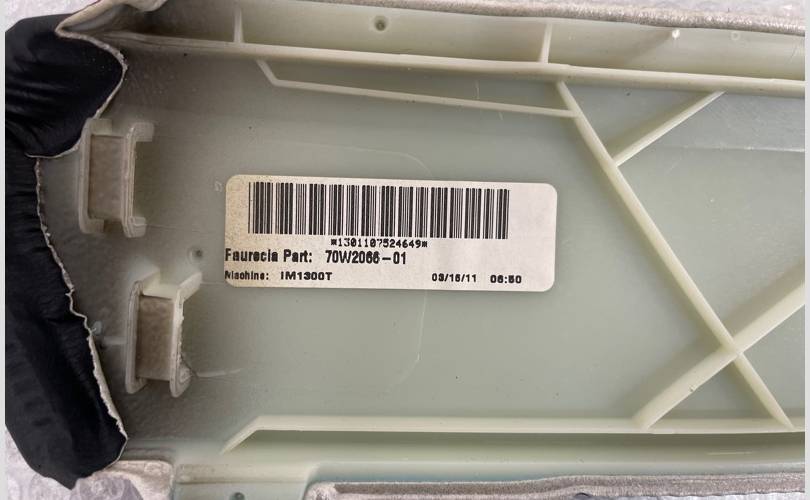 *1301107524649*
Faurecia Part: 70W2066-01
Machine: IM1300T 03/16/11 06:50